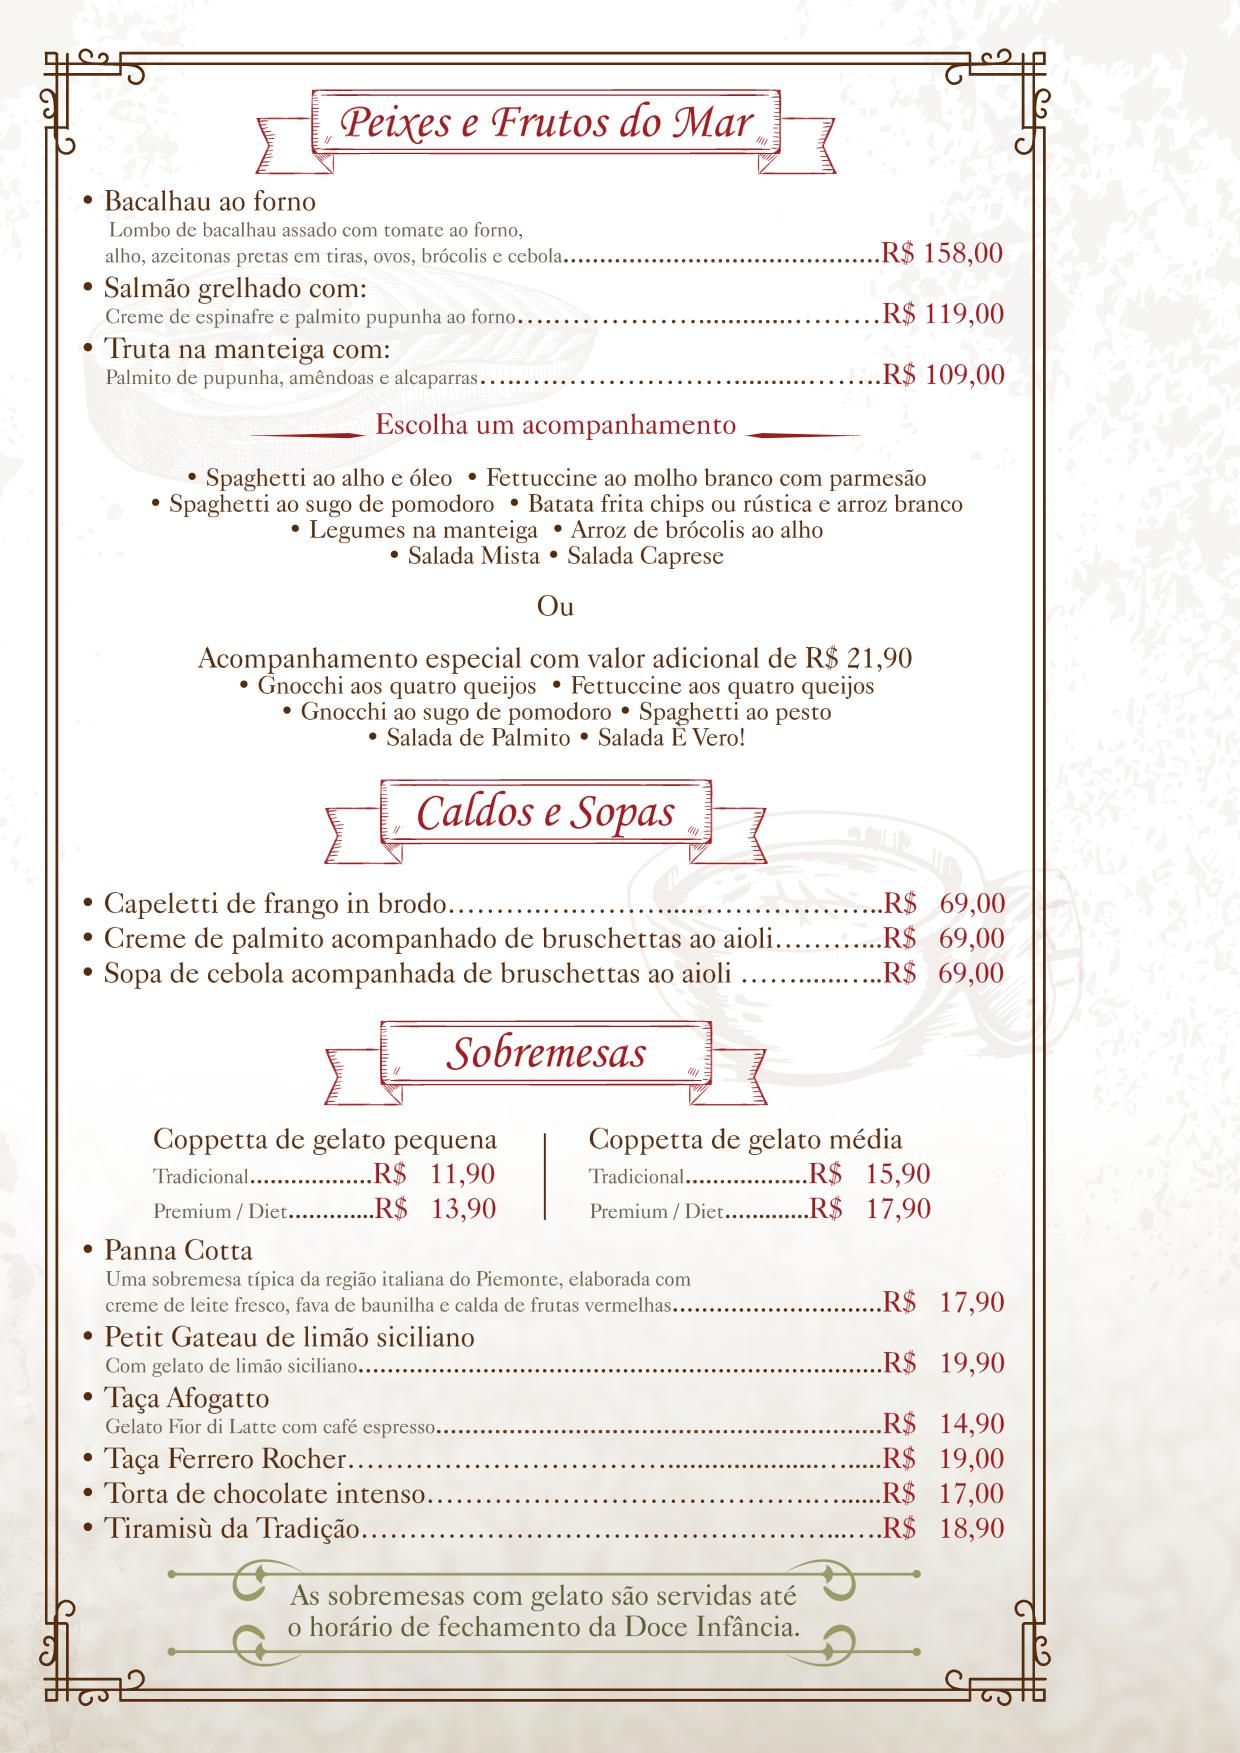 Peixes e Frutos do Mar
• Bacalhau ao forno
Lombo de bacalhau assado com tomate ao forno,
alho, azeitonas pretas em tiras, ovos, brócolis e cebola........................................R$ 158,00
• Salmão grelhado com:
Creme de espinafre e palmito pupunha ao forno........................................R$ 119,00
• Truta na manteiga com:
Palmito de pupunha, amêndoas e alcaparras........................................R$ 109,00
Escolha um acompanhamento
• Spaghetti ao alho e óleo • Fettuccine ao molho branco com parmesão
• Spaghetti ao sugo de pomodoro • Batata frita chips ou rústica e arroz branco
• Legumes na manteiga • Arroz de brócolis ao alho
• Salada Mista • Salada Caprese
Ou
Acompanhamento especial com valor adicional de R$ 21,90
• Gnocchi aos quatro queijos • Fettuccine aos quatro queijos
• Gnocchi ao sugo de pomodoro • Spaghetti ao pesto
• Salada de Palmito • Salada È Vero!
Caldos e Sopas
• Capeletti de frango in brodo........................................R$ 69,00
• Creme de palmito acompanhado de bruschettas ao aioli............R$ 69,00
• Sopa de cebola acompanhada de bruschettas ao aioli ...............R$ 69,00
Sobremesas
Coppetta de gelato pequena
Tradicional...................R$ 11,90
Premium / Diet.............R$ 13,90
Coppetta de gelato média
Tradicional...................R$ 15,90
Premium / Diet.............R$ 17,90
• Panna Cotta
Uma sobremesa típica da região italiana do Piemonte, elaborada com
creme de leite fresco, fava de baunilha e calda de frutas vermelhas................................R$ 17,90
• Petit Gateau de limão siciliano
Com gelato de limão siciliano........................................R$ 19,90
• Taça Afogatto
Gelato Fior di Latte com café espresso........................................R$ 14,90
• Taça Ferrero Rocher........................................R$ 19,00
• Torta de chocolate intenso........................................R$ 17,00
• Tiramisù da Tradição........................................R$ 18,90
As sobremesas com gelato são servidas até
o horário de fechamento da Doce Infância.